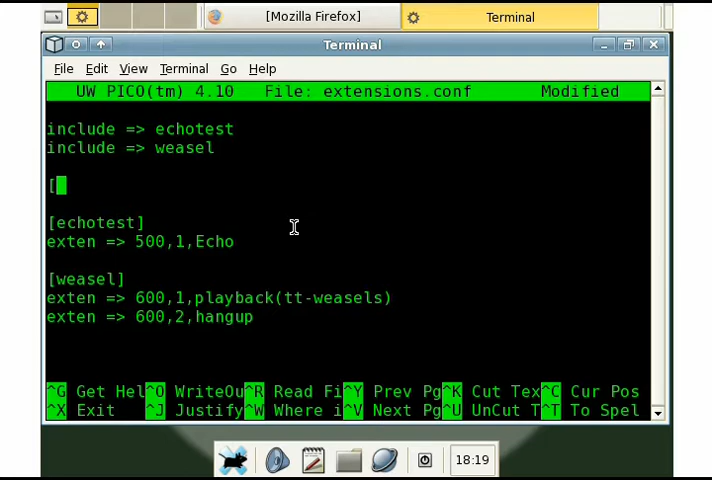 [Mozilla Firefox]
Terminal
Terminal
File Edit View Terminal Go Help
UW PICO(tm) 4.10 File: extensions.conf Modified
include => echotest
include => weasel
[
[echotest]
exten => 500,1,Echo
[weasel]
exten => 600,1,playback(tt-weasels)
exten => 600,2,hangup
^G Get Hel^O WriteOu^R Read Fi^Y Prev Pg^K Cut Tex^C Cur Pos
^X Exit ^J Justify^W Where i^V Next Pg^U UnCut T^T To Spel
18:19